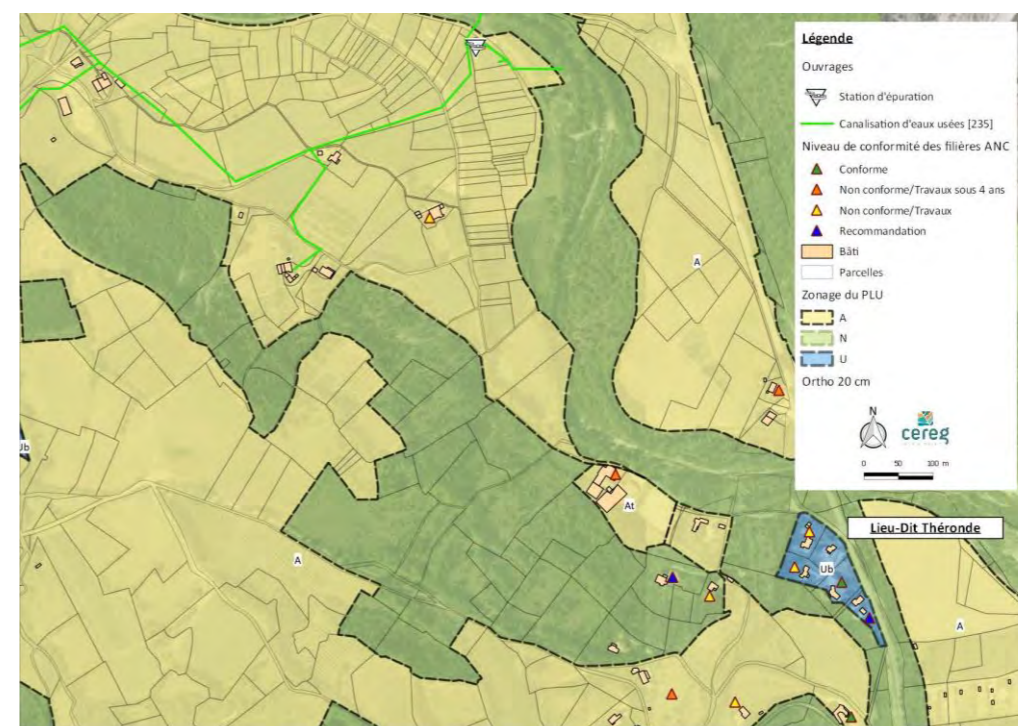 Légende
Ouvrages
Station d'épuration
Canalisation d'eaux usées [235]
Niveau de conformité des filières ANC
Conforme
Non conforme/Travaux sous 4 ans
Non conforme/Travaux
Recommandation
Bâti
Parcelles
Zonage du PLU
A
N
U
Ortho 20 cm
N
cereg
0 50 100 m
Lieu-Dit Théronde
A
Ub
At
A
Ub
A